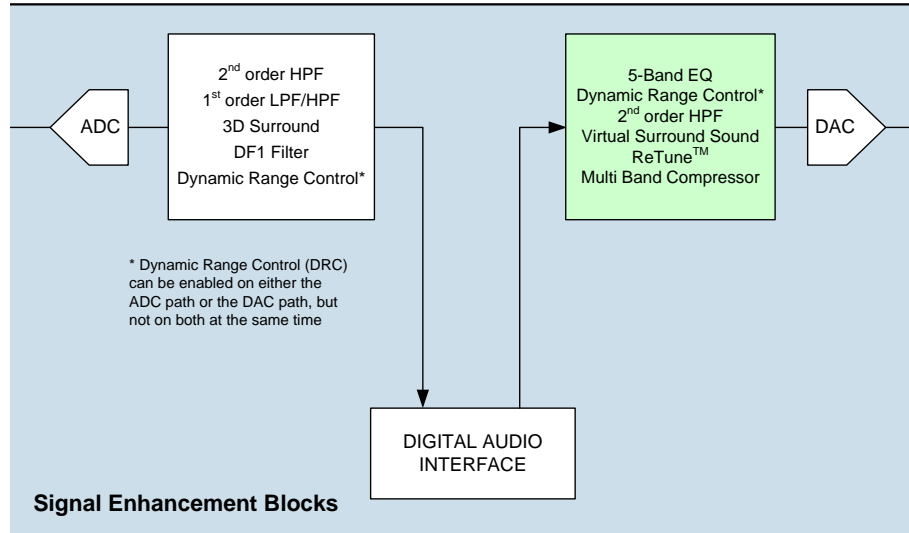 ADC
2nd order HPF
1st order LPF/HPF
3D Surround
DF1 Filter
Dynamic Range Control*
5-Band EQ
Dynamic Range Control*
2nd order HPF
Virtual Surround Sound
ReTune™
Multi Band Compressor
DAC
* Dynamic Range Control (DRC)
can be enabled on either the
ADC path or the DAC path, but
not on both at the same time
DIGITAL AUDIO
INTERFACE
Signal Enhancement Blocks